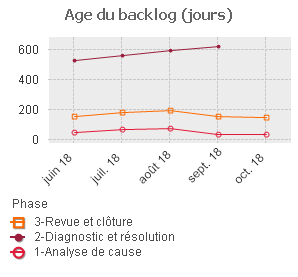 Age du backlog (jours)
600
400
200
0
juin 18
juil. 18
août 18
sept. 18
oct. 18
Phase
3-Revue et clôture
2-Diagnostic et résolution
1-Analyse de cause